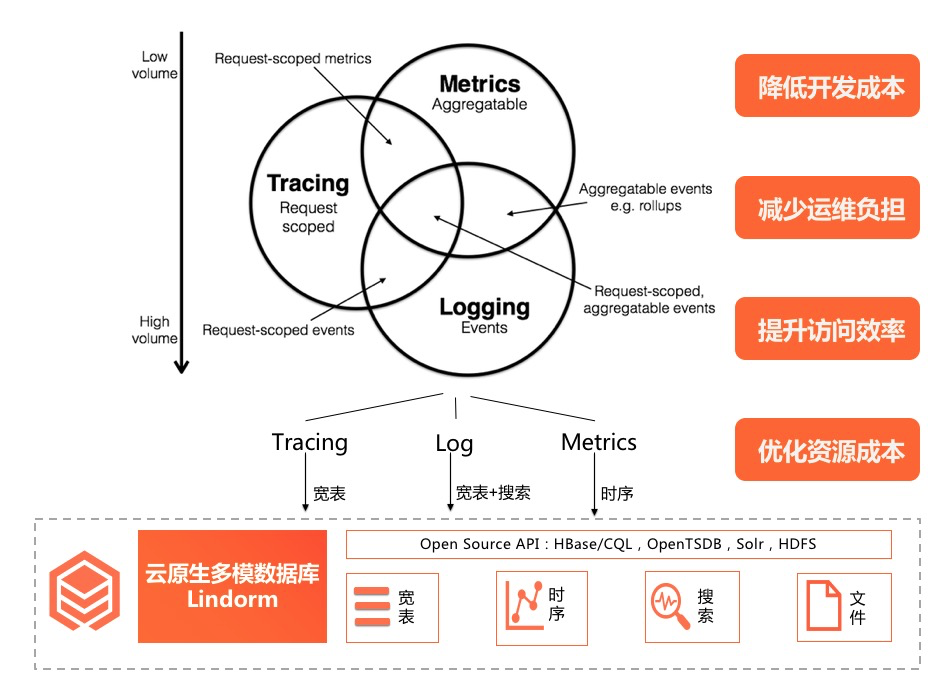 Low
volume
Request-scoped metrics
Metrics
Aggregatable
Tracing
Request
scoped
Aggregatable events
e.g. rollups
Logging
Events
Request-scoped,
aggregatable events
High
volume
Request-scoped events
降低开发成本
减少运维负担
提升访问效率
优化资源成本
Tracing
Log
Metrics
宽表
宽表+搜索
时序
云原生多模数据库
Lindorm
Open Source API：HBase/CQL，OpenTSDB，Solr，HDFS
宽
表
时
序
搜
索
文
件